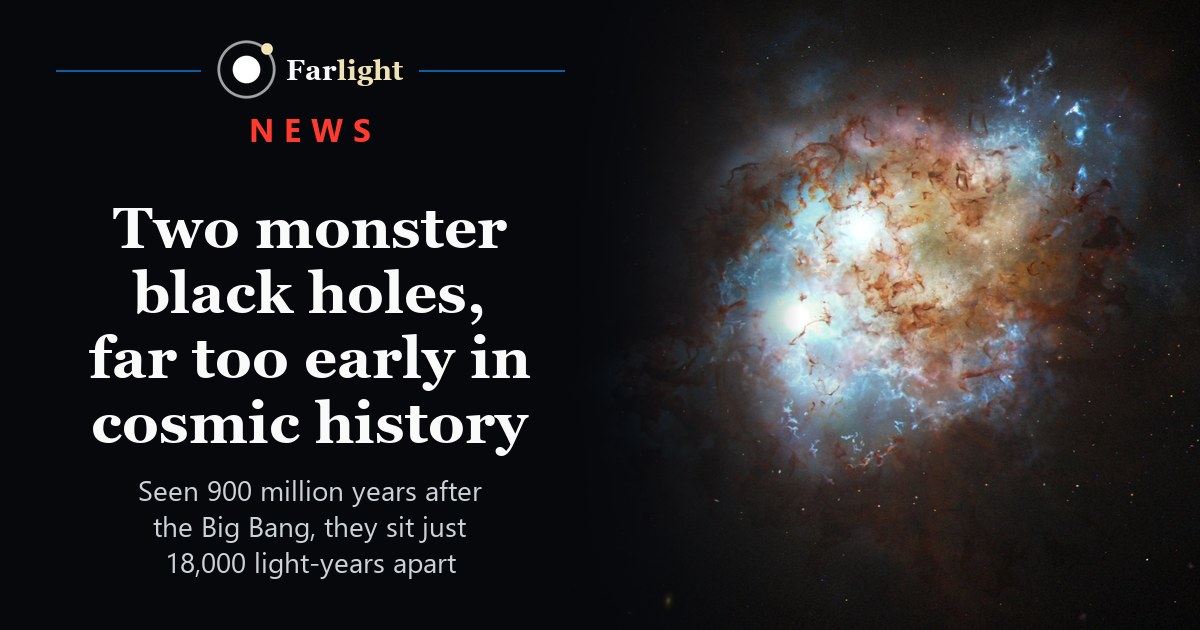 Farlight
NEWS
Two monster
black holes,
far too early in
cosmic history
Seen 900 million years after
the Big Bang, they sit just
18,000 light-years apart